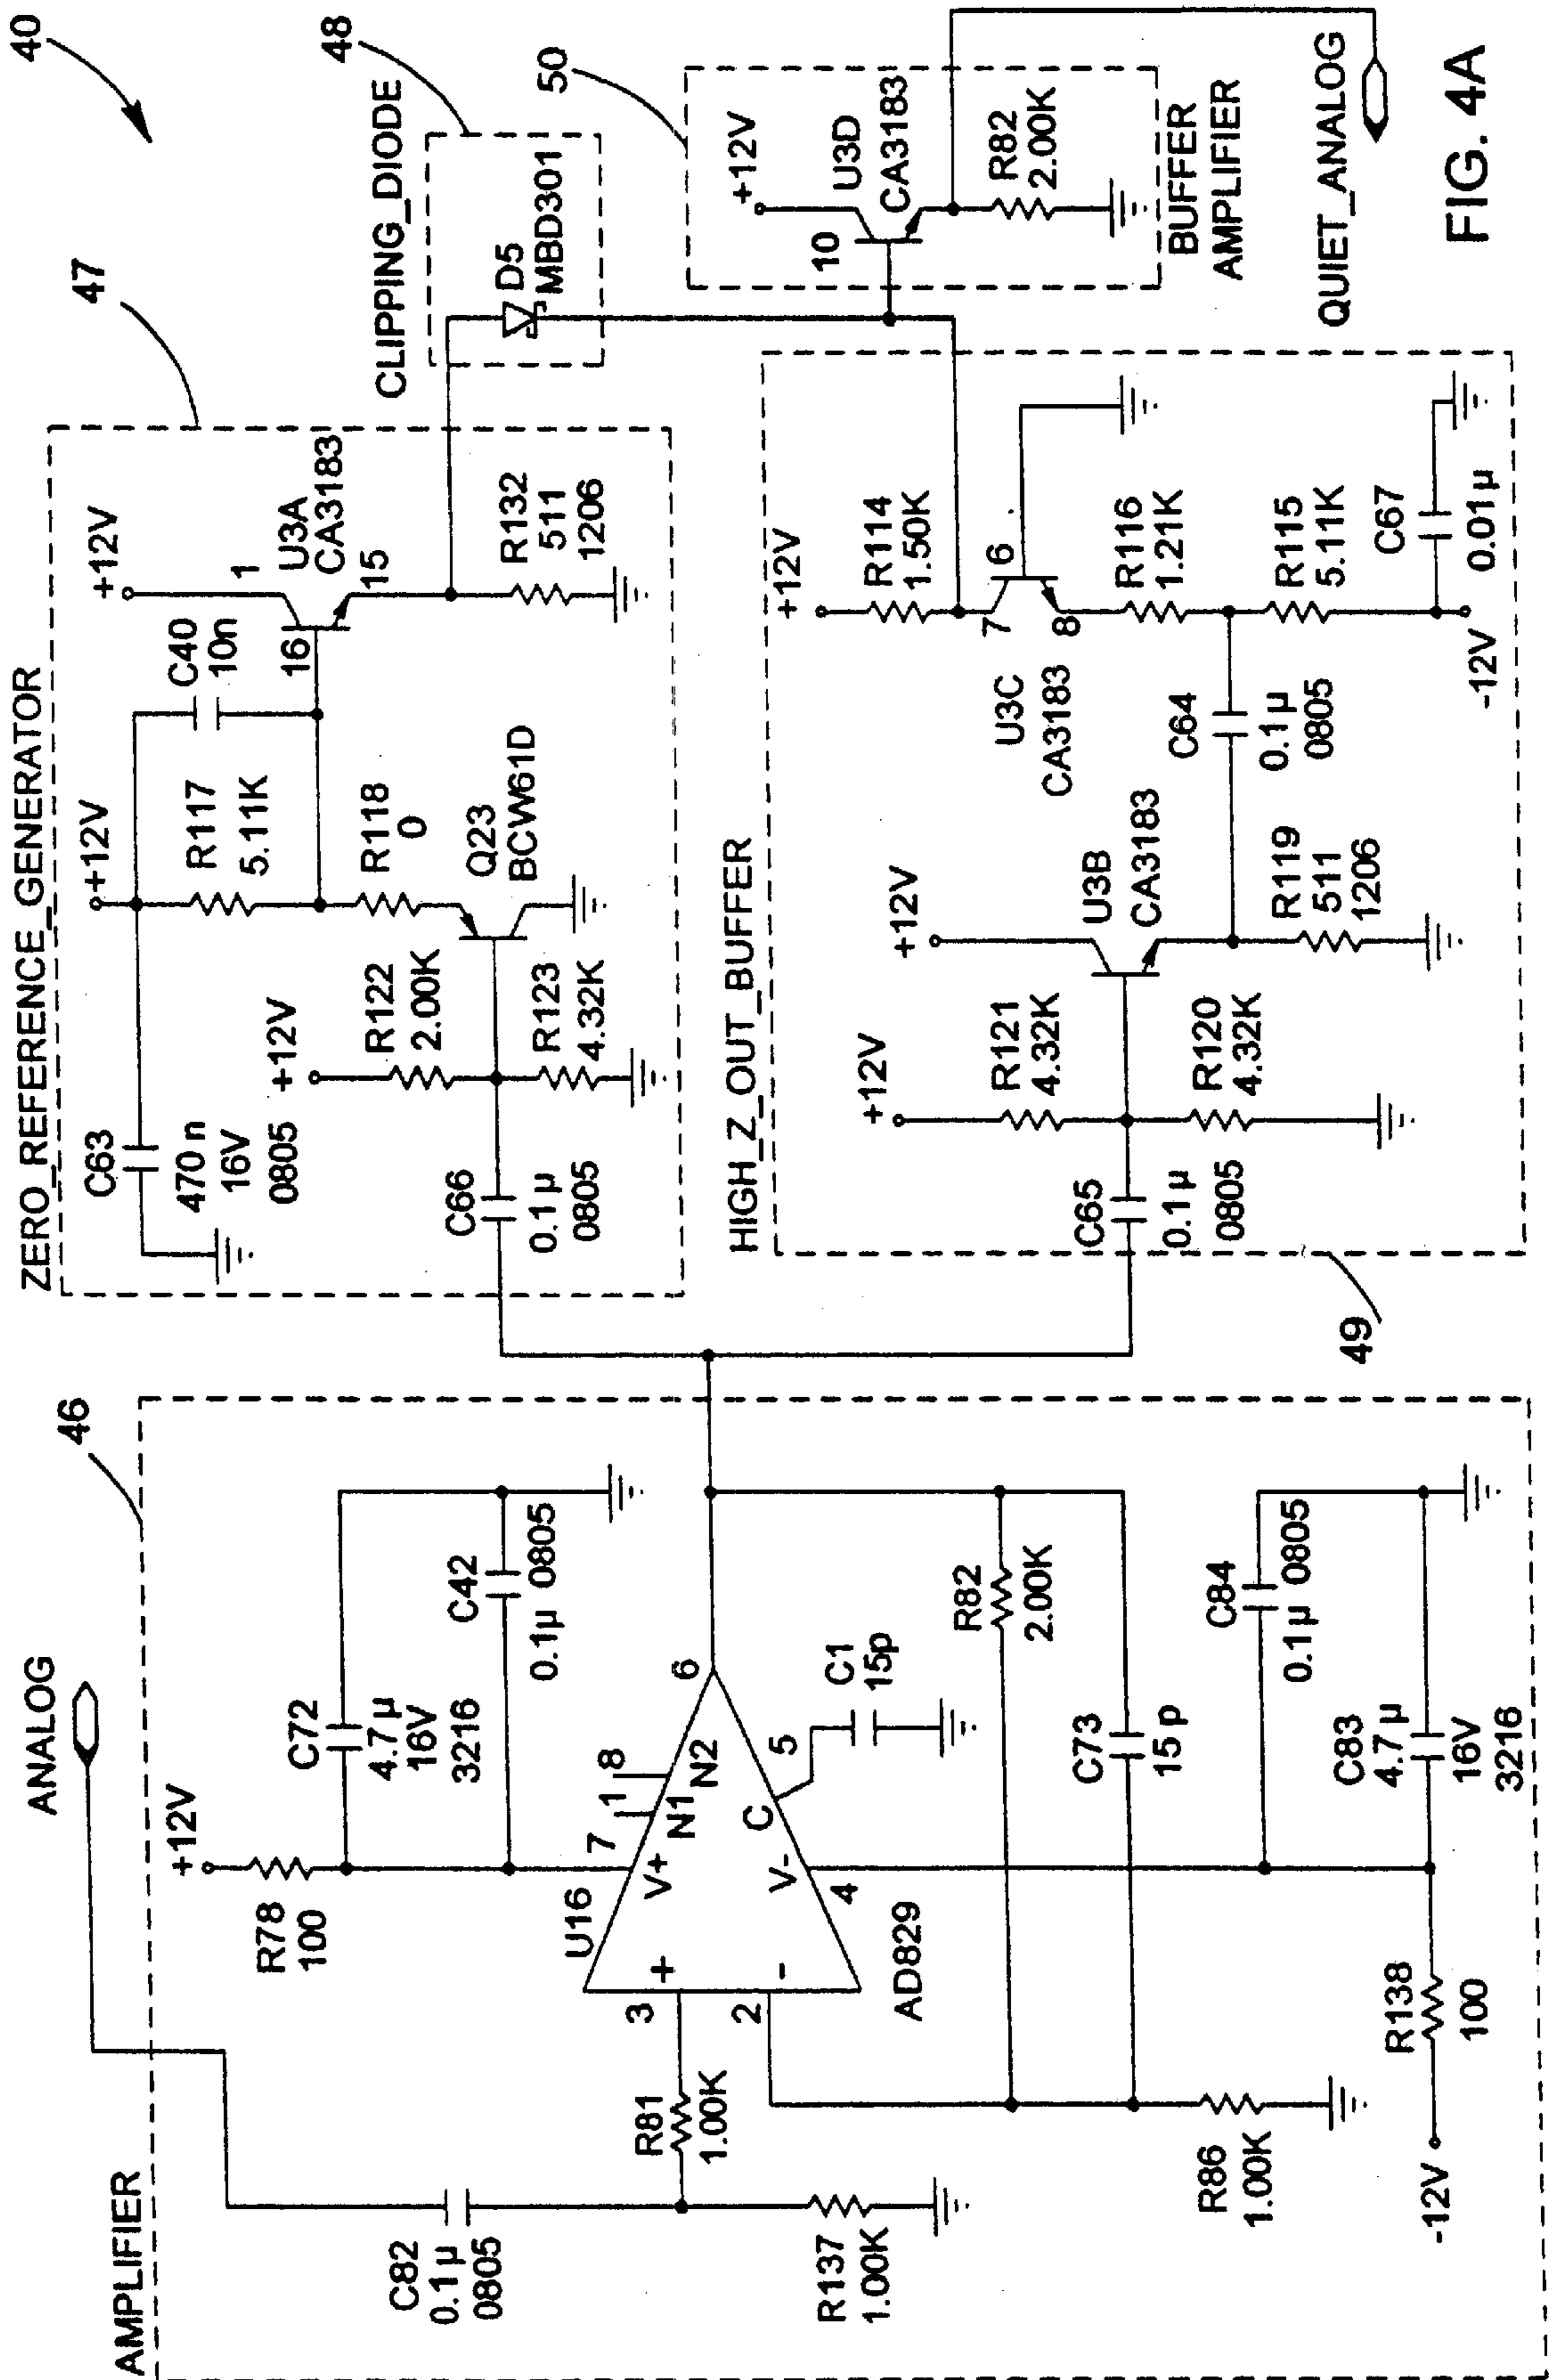 40
AMPLIFIER
46
ANALOG
C82
0.1µ
0805
R137
1.00K
R81
1.00K
R86
1.00K
-12V
R138
100
+12V
R78
100
C72
4.7µ
16V
3216
C42
0.1µ 0805
U16
AD829
3
+
2
-
7
V+
1
N1
8
N2
6
C
5
V-
4
C1
15p
R82
2.00K
C73
15p
C84
0.1µ 0805
C83
4.7µ
16V
3216
ZERO_REFERENCE_GENERATOR
47
C63
470n
16V
0805
+12V
C40
10n
R117
5.11K
R118
0
+12V
R122
2.00K
R123
4.32K
C66
0.1µ
0805
Q23
BCW61D
+12V
1
16
15
U3A
CA3183
R132
511
1206
CLIPPING_DIODE
48
D5
MBD301
HIGH_Z_OUT_BUFFER
49
C65
0.1µ
0805
+12V
R121
4.32K
R120
4.32K
+12V
U3B
CA3183
R119
511
1206
C64
0.1µ
0805
+12V
R114
1.50K
7
6
8
U3C
CA3183
R116
1.21K
R115
5.11K
C67
0.01µ
-12V
50
+12V
10
U3D
CA3183
R82
2.00K
BUFFER
AMPLIFIER
QUIET_ANALOG
FIG. 4A